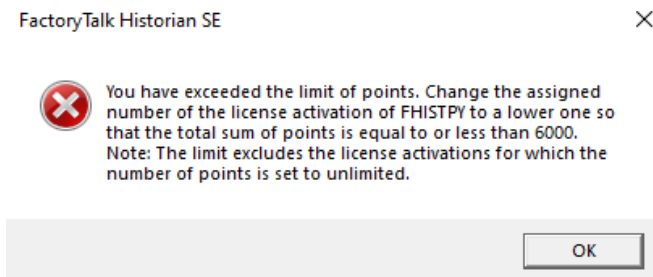 FactoryTalk Historian SE
You have exceeded the limit of points. Change the assigned
number of the license activation of FHISTPY to a lower one so
that the total sum of points is equal to or less than 6000.
Note: The limit excludes the license activations for which the
number of points is set to unlimited.
OK